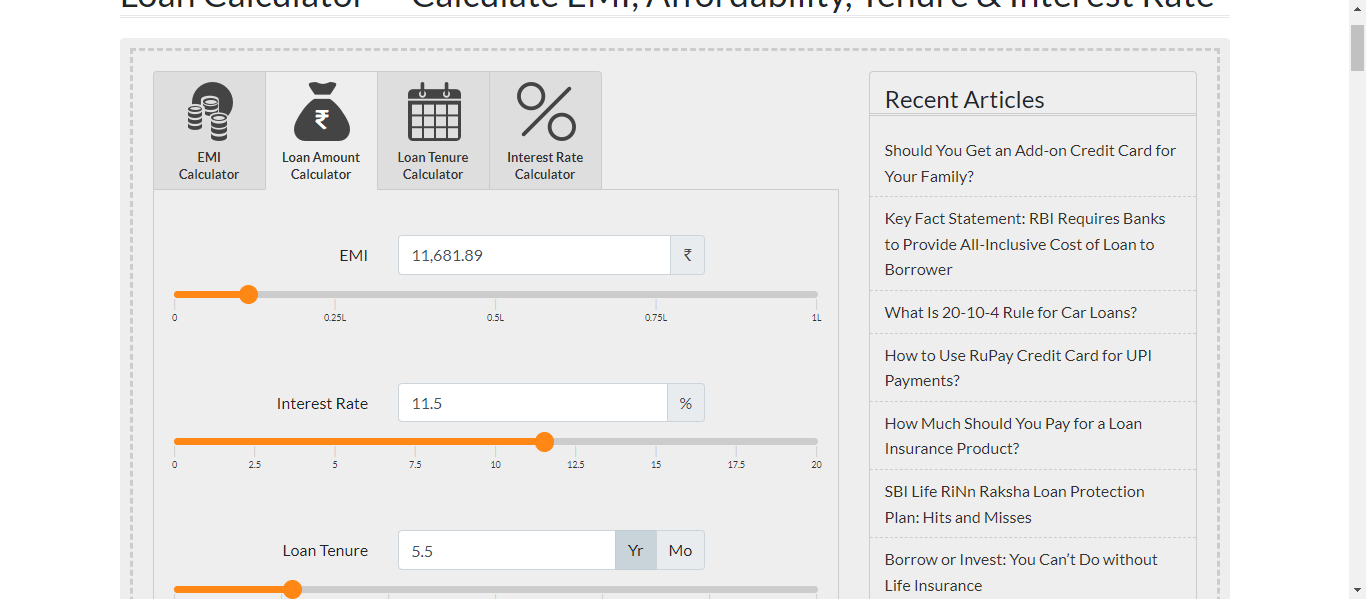 Loan Calculator — Calculate EMI, Affordability, Tenure & Interest Rate
EMI
Calculator
Loan Amount
Calculator
Loan Tenure
Calculator
Interest Rate
Calculator
EMI
11,681.89
₹
0
0.25L
0.5L
0.75L
1L
Interest Rate
11.5
%
0
2.5
5
7.5
10
12.5
15
17.5
20
Loan Tenure
5.5
Yr
Mo
Recent Articles
Should You Get an Add-on Credit Card for
Your Family?
Key Fact Statement: RBI Requires Banks
to Provide All-Inclusive Cost of Loan to
Borrower
What Is 20-10-4 Rule for Car Loans?
How to Use RuPay Credit Card for UPI
Payments?
How Much Should You Pay for a Loan
Insurance Product?
SBI Life RiNn Raksha Loan Protection
Plan: Hits and Misses
Borrow or Invest: You Can’t Do without
Life Insurance